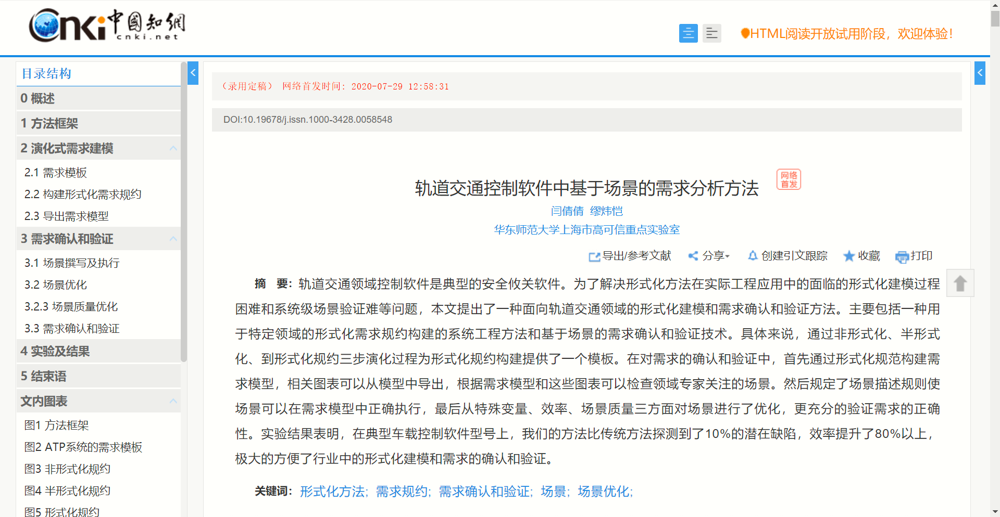 Cnki中國知網
cnki.net
HTML阅读开放试用阶段，欢迎体验！
目录结构
0 概述
1 方法框架
2 演化式需求建模
2.1 需求模板
2.2 构建形式化需求规约
2.3 导出需求模型
3 需求确认和验证
3.1 场景撰写及执行
3.2 场景优化
3.2.3 场景质量优化
3.3 需求确认和验证
4 实验及结果
5 结束语
文内图表
图1 方法框架
图2 ATP系统的需求模板
图3 非形式化规约
图4 半形式化规约
图5 形式化规约
（录用定稿） 网络首发时间: 2020-07-29 12:58:31
DOI:10.19678/j.issn.1000-3428.0058548
轨道交通控制软件中基于场景的需求分析方法
网络
首发
闫倩倩 缪炜恺
华东师范大学上海市高可信重点实验室
导出/参考文献 分享 创建引文跟踪 收藏 打印
摘 要：轨道交通领域控制软件是典型的安全攸关软件。为了解决形式化方法在实际工程应用中的面临的形式化建模过程
困难和系统级场景验证难等问题，本文提出了一种面向轨道交通领域的形式化建模和需求确认和验证方法。主要包括一种用
于特定领域的形式化需求规约构建的系统工程方法和基于场景的需求确认和验证技术。具体来说，通过非形式化、半形式
化、到形式化规约三步演化过程为形式化规约构建提供了一个模板。在对需求的确认和验证中，首先通过形式化规范构建需
求模型，相关图表可以从模型中导出，根据需求模型和这些图表可以检查领域专家关注的场景。然后规定了场景描述规则使
场景可以在需求模型中正确执行，最后从特殊变量、效率、场景质量三方面对场景进行了优化，更充分的验证需求的正确
性。实验结果表明，在典型车载控制软件型号上，我们的方法比传统方法探测到了10%的潜在缺陷，效率提升了80%以上，
极大的方便了行业中的形式化建模和需求的确认和验证。
关键词：形式化方法; 需求规约; 需求确认和验证; 场景; 场景优化;